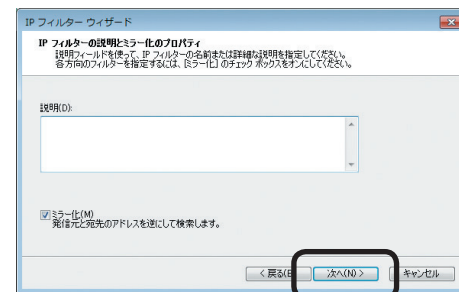 IP フィルター ウィザード
IP フィルターの説明とミラー化のプロパティ
説明フィールドを使って、IP フィルターの名前または詳細な説明を指定してください。
各方向のフィルターを指定するには、[ミラー化] のチェック ボックスをオンにしてください。
説明(D):
ミラー化(M)
発信元と宛先のアドレスを逆にして検索します。
< 戻る(B
次へ(N) >
キャンセル